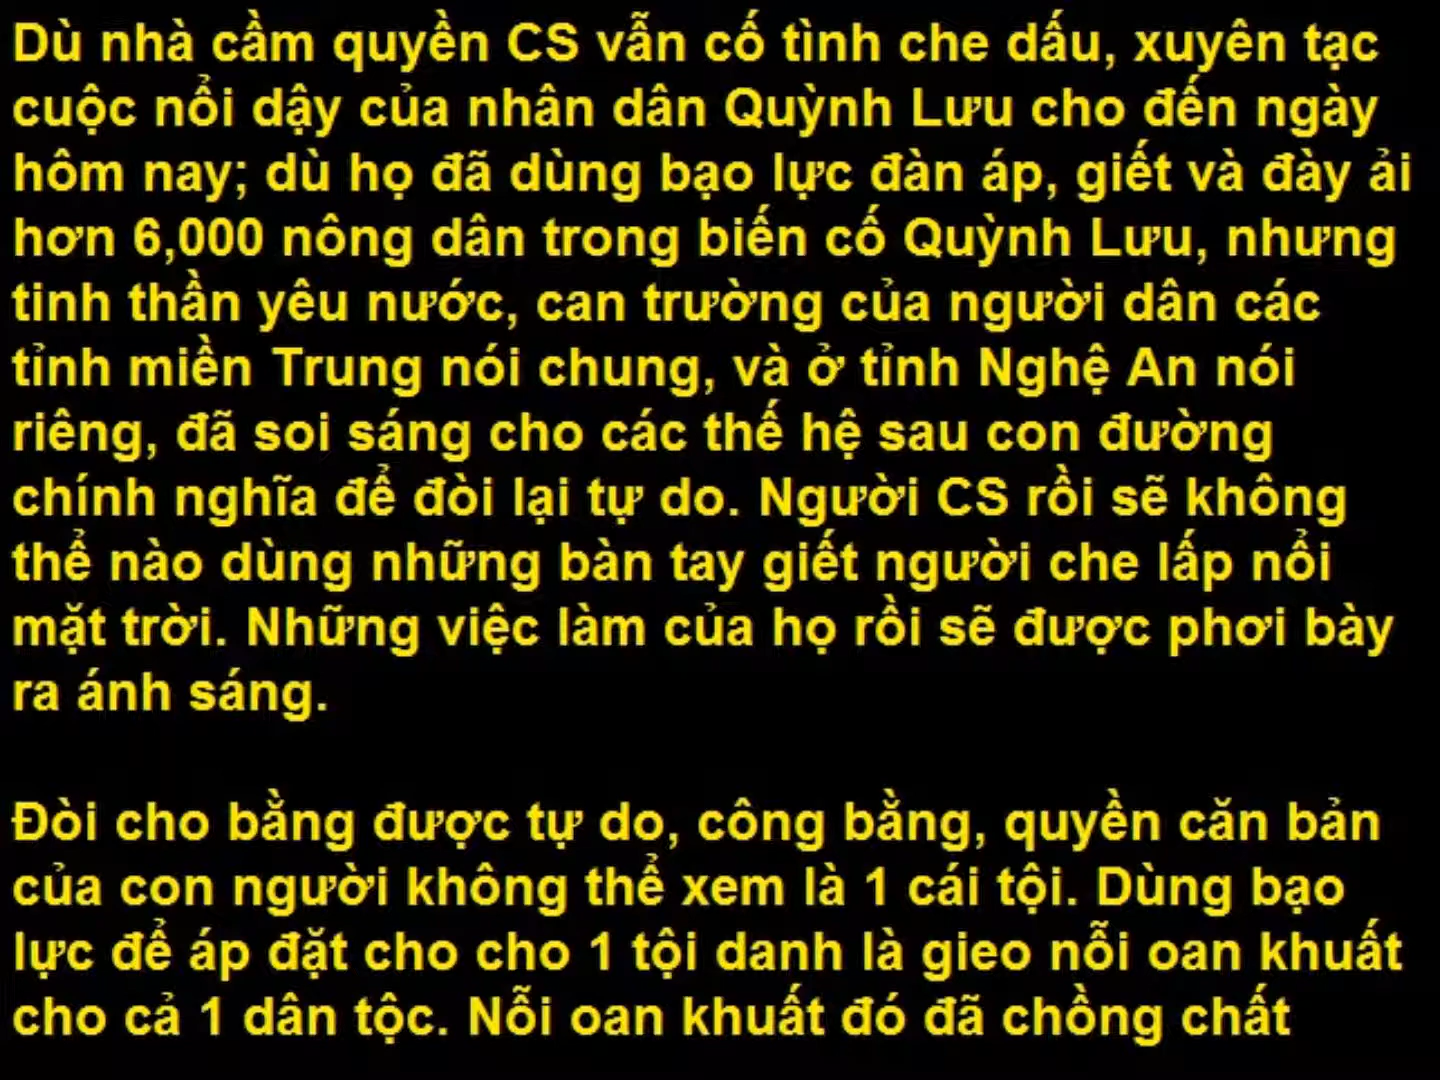 Dù nhà cầm quyền CS vẫn cố tình che dấu, xuyên tạc
cuộc nổi dậy của nhân dân Quỳnh Lưu cho đến ngày
hôm nay; dù họ đã dùng bạo lực đàn áp, giết và đày ải
hơn 6,000 nông dân trong biến cố Quỳnh Lưu, nhưng
tinh thần yêu nước, can trường của người dân các
tỉnh miền Trung nói chung, và ở tỉnh Nghệ An nói
riêng, đã soi sáng cho các thế hệ sau con đường
chính nghĩa để đòi lại tự do. Người CS rồi sẽ không
thể nào dùng những bàn tay giết người che lấp nổi
mặt trời. Những việc làm của họ rồi sẽ được phơi bày
ra ánh sáng.
Đòi cho bằng được tự do, công bằng, quyền căn bản
của con người không thể xem là 1 cái tội. Dùng bạo
lực để áp đặt cho cho 1 tội danh là gieo nỗi oan khuất
cho cả 1 dân tộc. Nỗi oan khuất đó đã chồng chất